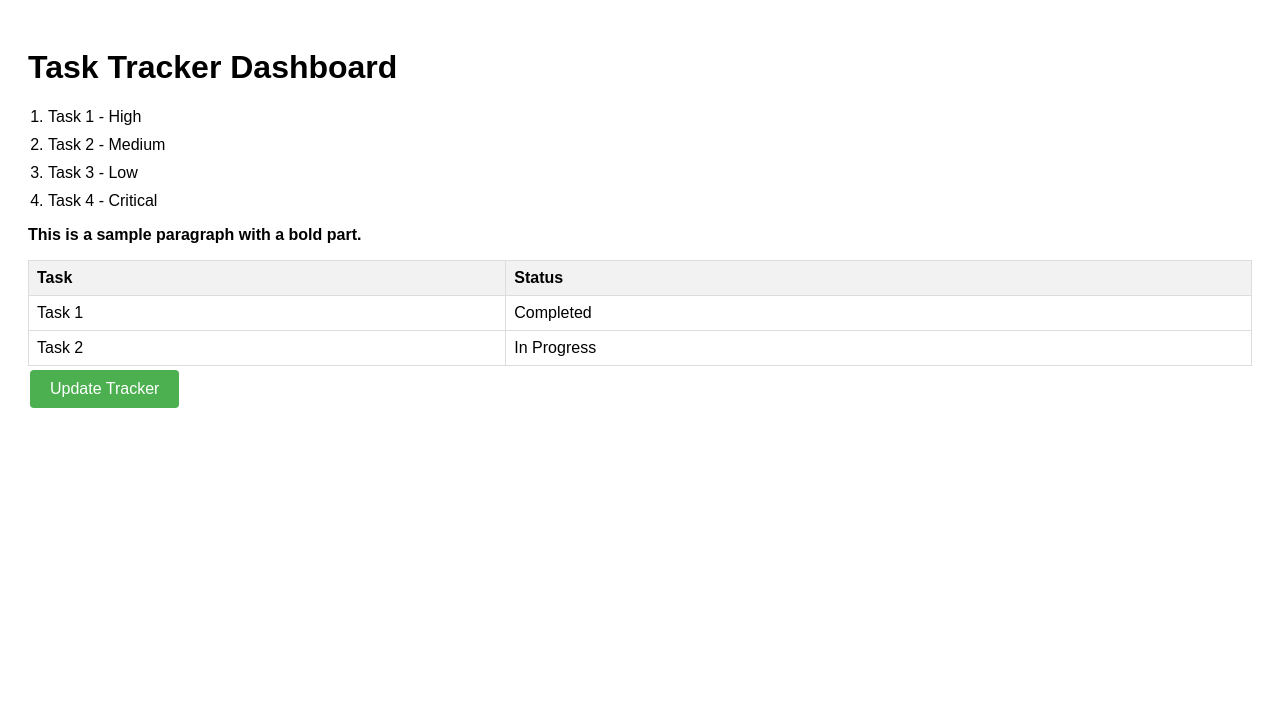 Task Tracker Dashboard
1. Task 1 - High
2. Task 2 - Medium
3. Task 3 - Low
4. Task 4 - Critical
This is a sample paragraph with a bold part.
Task Status
Task 1 Completed
Task 2 In Progress
Update Tracker